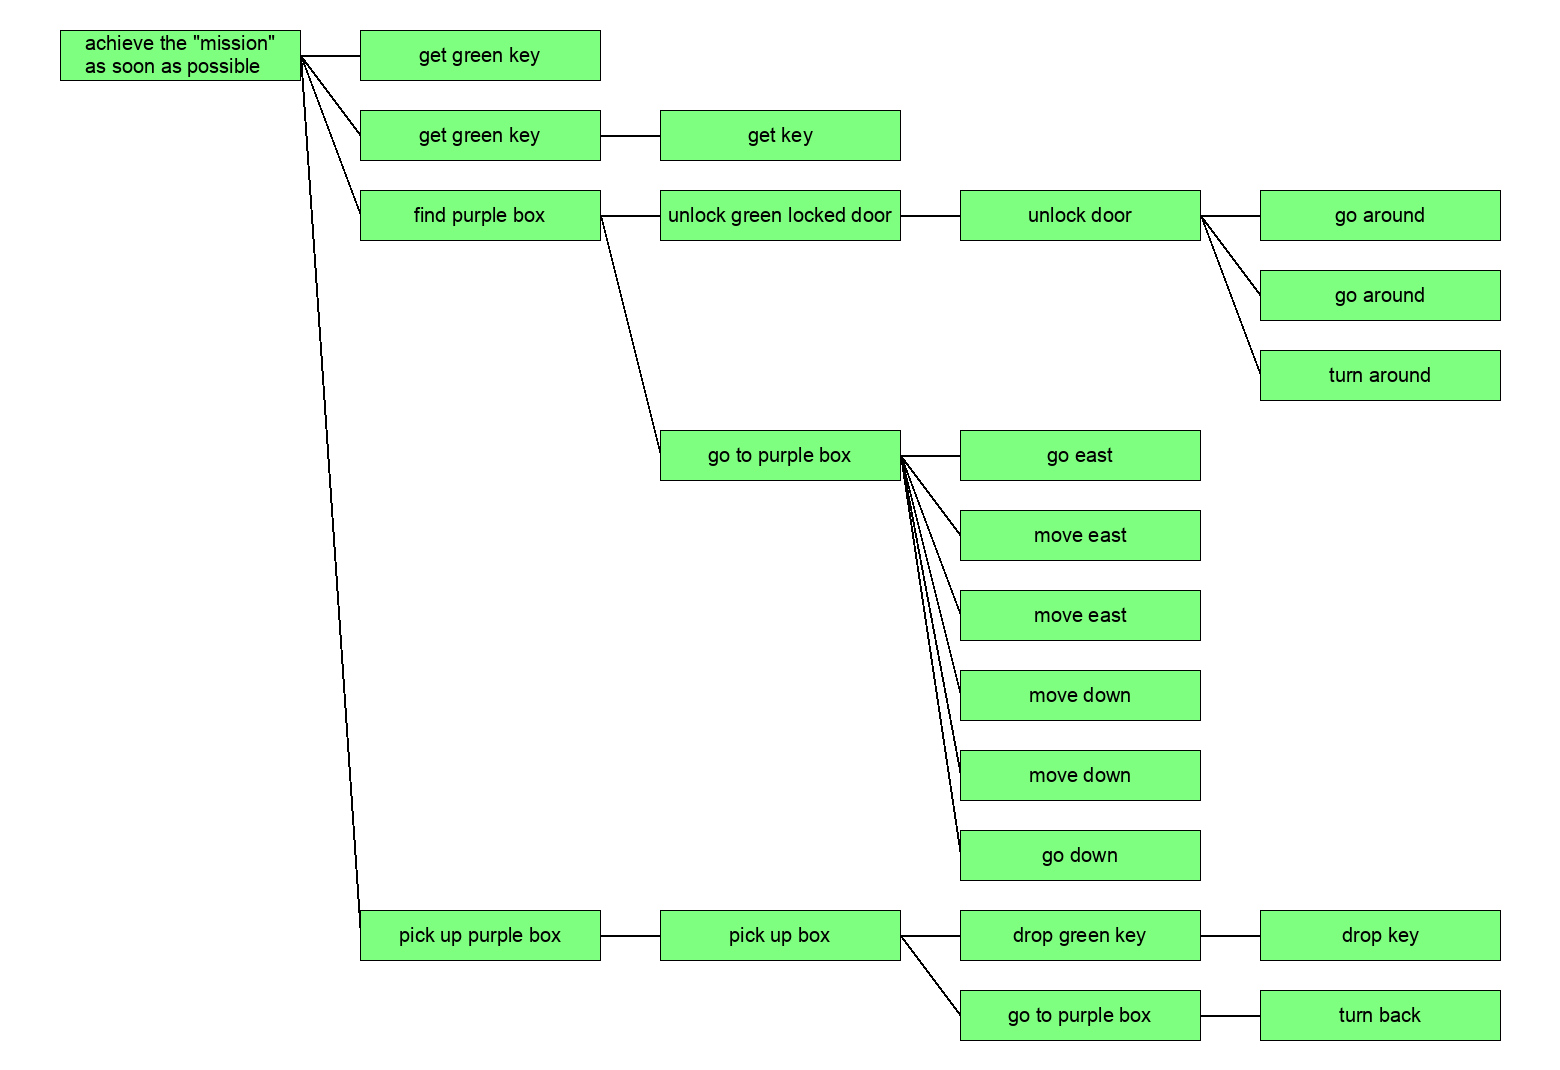 achieve the "mission"
as soon as possible
get green key
get green key
get key
find purple box
unlock green locked door
unlock door
go around
go around
turn around
go to purple box
go east
move east
move east
move down
move down
go down
pick up purple box
pick up box
drop green key
drop key
go to purple box
turn back